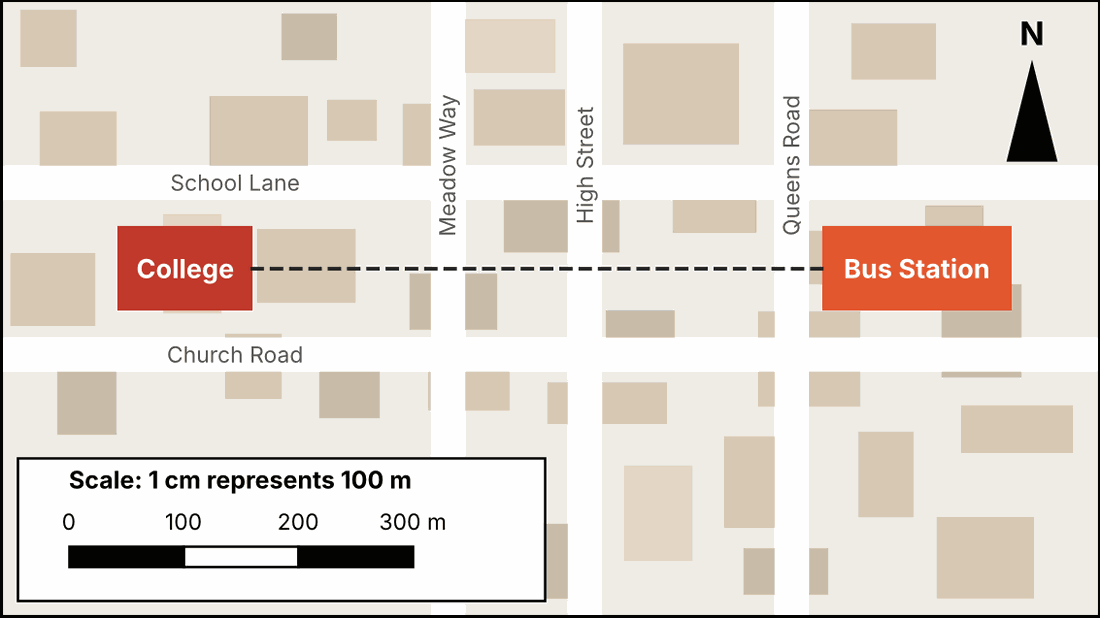 N
Meadow Way
High Street
Queens Road
School Lane
College
Bus Station
Church Road
Scale: 1 cm represents 100 m
0 100 200 300 m